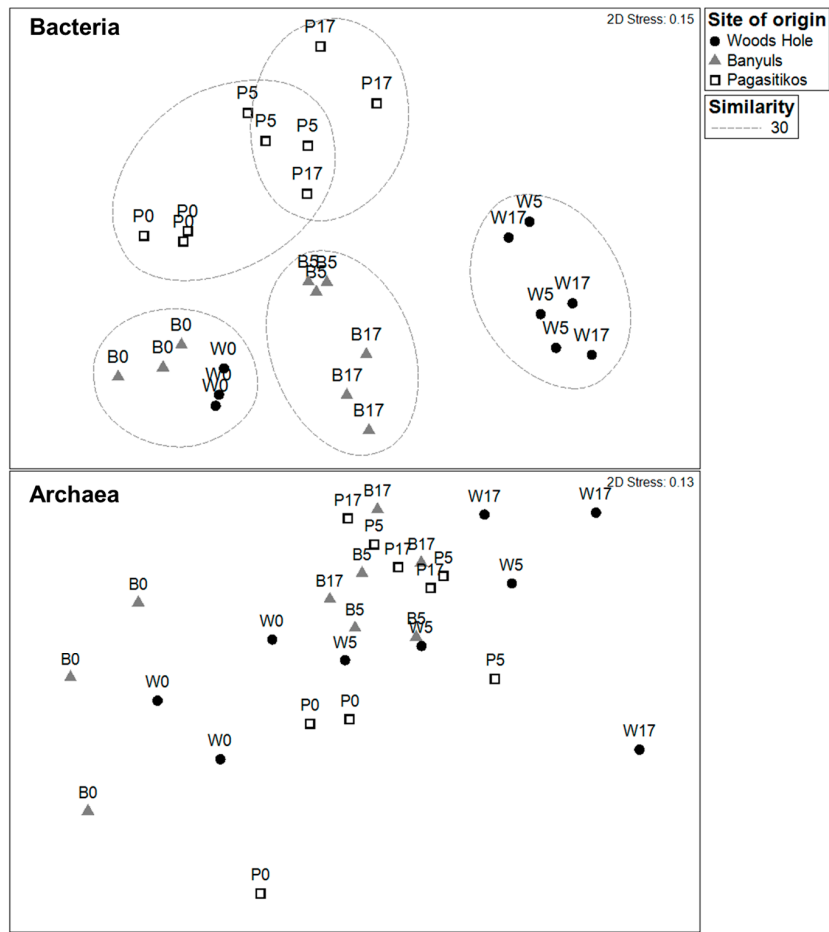 Bacteria
2D Stress: 0.15
P17
P17
P5
P5
P5
P17
P0
P0
P0
W5
W17
W17
W5
W5
W17
B5
B5
B5
B17
B17
B17
B0
B0
B0
W0
W0
W0
Site of origin
Woods Hole
Banyuls
Pagasitikos
Similarity
30
Archaea
2D Stress: 0.13
B17
W17
W17
P17
P5
P17
B17
P5
B5
P17
W5
B17
B0
B5
B5
W5
W0
W5
B0
P5
W0
P0
P0
W0
W17
B0
P0